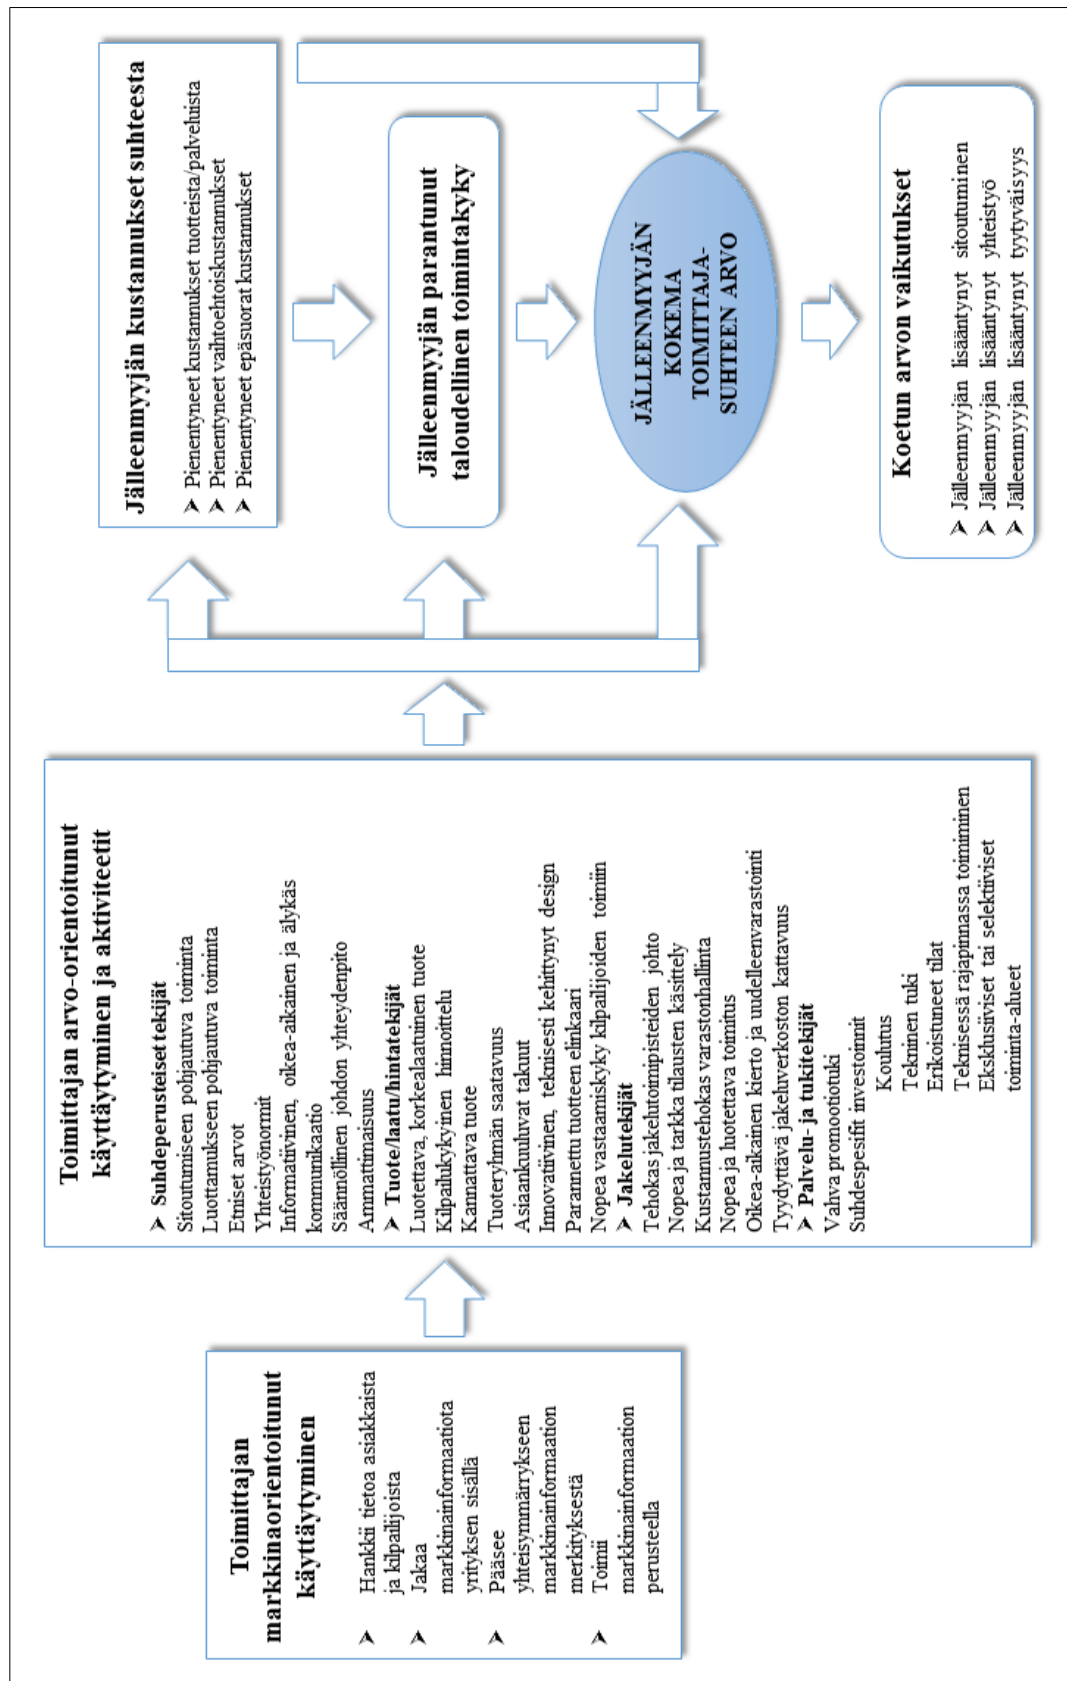 Toimittajan
markkinaorientoitunut
käyttäytyminen
➤ Hankkii tietoa asiakkaista
ja kilpailijoista
➤ Jakaa
markkinainformaatiota
yrityksen sisällä
➤ Pääsee
yhteisymmärrykseen
markkinainformaation
merkityksestä
➤ Toimii
markkinainformaation
perusteella
Toimittajan arvo-orientoitunut
käyttäytyminen ja aktiviteetit
➤ Suhdeperusteiset tekijät
Sitoutumiseen pohjautuva toiminta
Luottamukseen pohjautuva toiminta
Etniset arvot
Yhteistyönormit
Informatiivinen, oikea-aikainen ja älykäs
kommunikaatio
Säännöllinen johdon yhteydenpito
Ammattimaisuus
➤ Tuote/laatu/hintatekijät
Luotettava, korkealaatuinen tuote
Kilpailukykyinen hinnoittelu
Kannattava tuote
Tuoteryhmän saatavuus
Asiaankuuluvat takuut
Innovatiivinen, teknisesti kehittynyt design
Parannettu tuotteen elinkaari
Nopea vastaamiskyky kilpailijoiden toimiin
➤ Jakelutekijät
Tehokas jakelutoimipisteiden johto
Nopea ja tarkka tilausten käsittely
Kustannustehokas varastonhallinta
Nopea ja luotettava toimitus
Oikea-aikainen kierto ja uudelleenvarastointi
Tyydyttävä jakeluverkoston kattavuus
➤ Palvelu- ja tukitekijät
Vahva promootiotuki
Suhdespesifit investoinnit
Koulutus
Tekninen tuki
Erikoistuneet tilat
Teknisessä rajapinnassa toimiminen
Eksklusiiviset tai selektiiviset
toiminta-alueet
Jälleenmyyjän kustannukset suhteesta
➤ Pienentyneet kustannukset tuotteista/palveluista
➤ Pienentyneet vaihtoehtoiskustannukset
➤ Pienentyneet epäsuorat kustannukset
Jälleenmyyjän parantunut
taloudellinen toimintakyky
JÄLLEENMYYJÄN
KOKEMA
TOIMITTAJA-
SUHTEEN ARVO
Koetun arvon vaikutukset
➤ Jälleenmyyjän lisääntynyt sitoutuminen
➤ Jälleenmyyjän lisääntynyt yhteistyö
➤ Jälleenmyyjän lisääntynyt tyytyväisyys